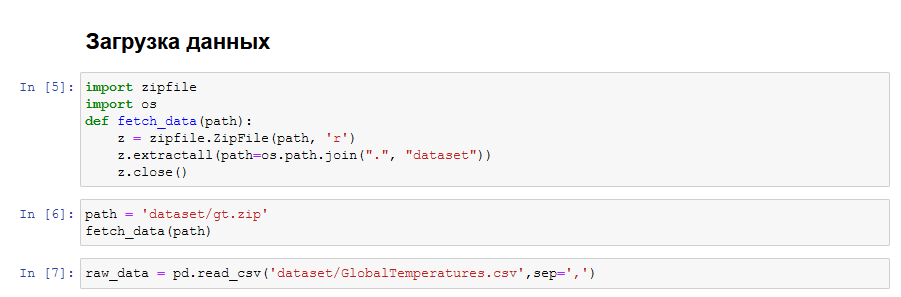 Загрузка данных
In [5]: import zipfile
import os
def fetch_data(path):
    z = zipfile.ZipFile(path, 'r')
    z.extractall(path=os.path.join(".", "dataset"))
    z.close()
In [6]: path = 'dataset/gt.zip'
fetch_data(path)
In [7]: raw_data = pd.read_csv('dataset/GlobalTemperatures.csv',sep=',')